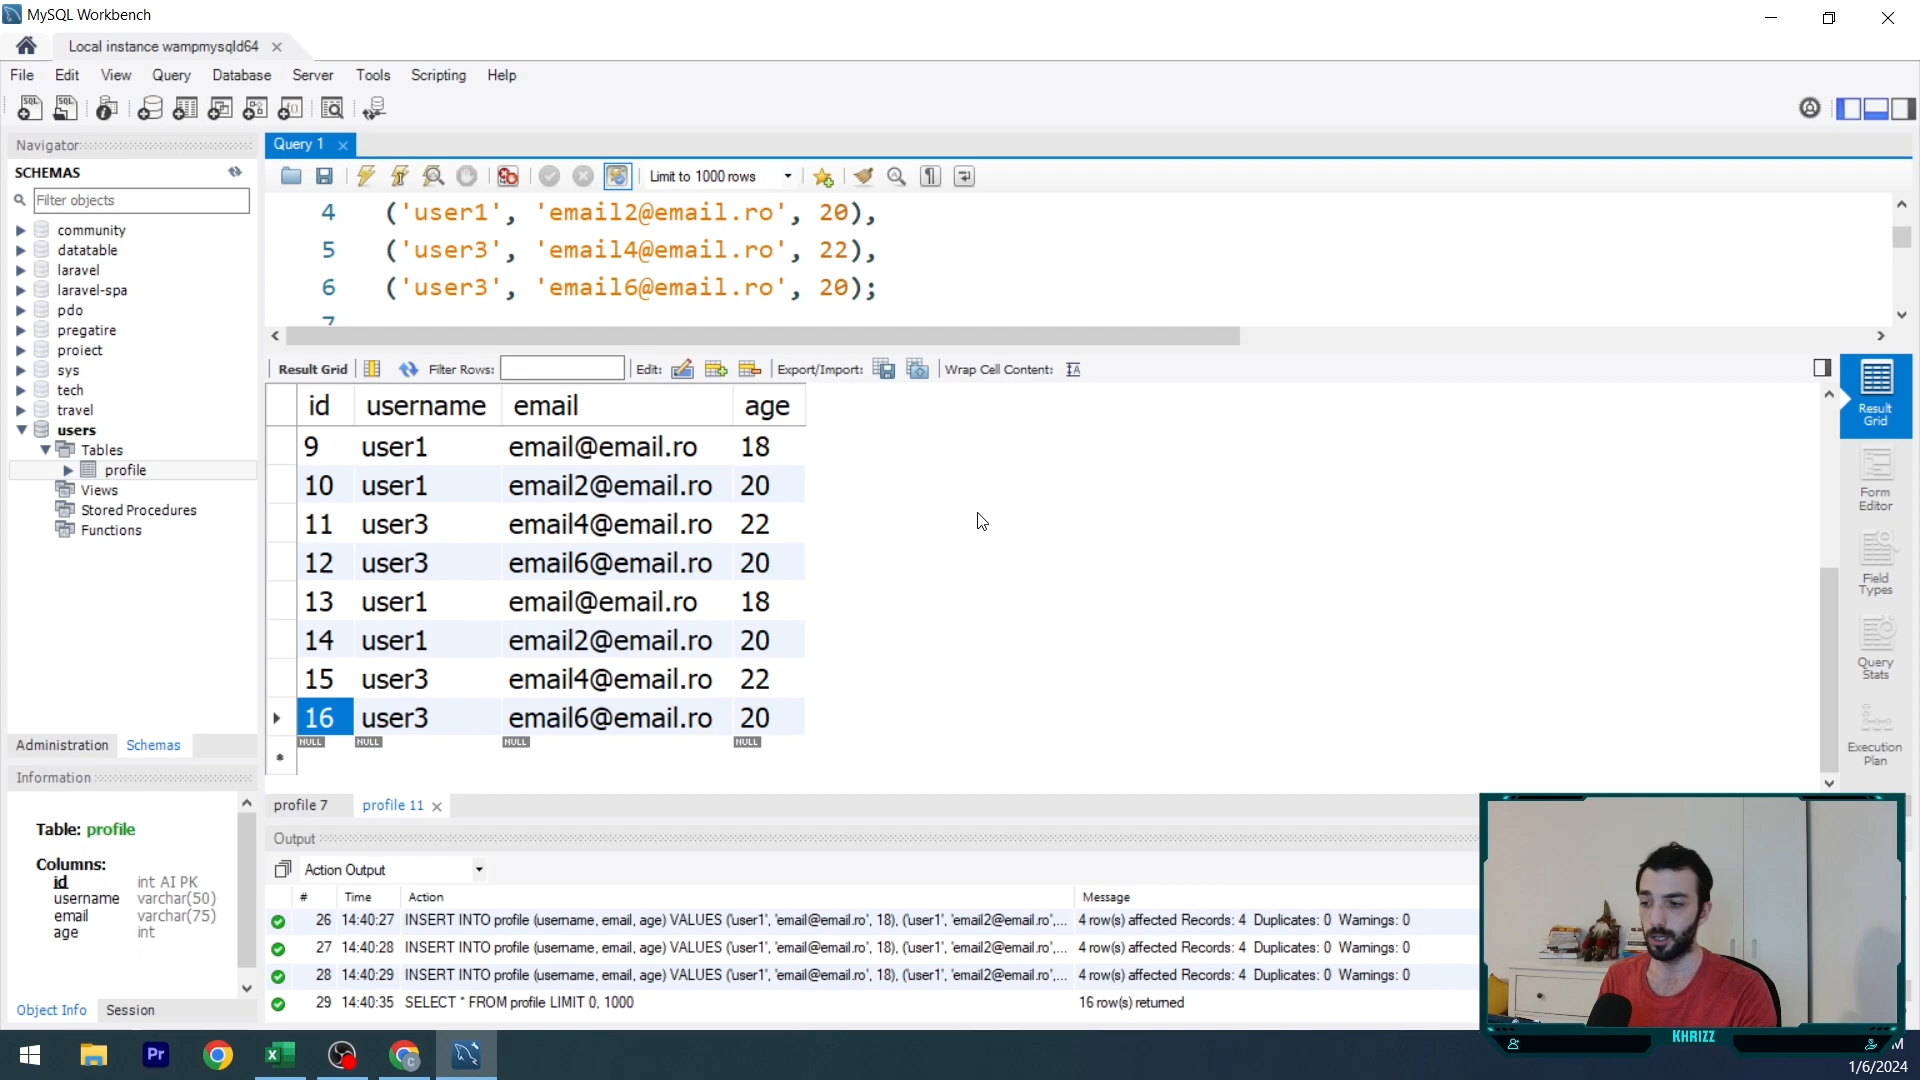 MySQL Workbench
Local instance wampmysqld64
File Edit View Query Database Server Tools Scripting Help
Navigator
SCHEMAS
Filter objects
community
datatable
laravel
laravel-spa
pdo
pregatire
proiect
sys
tech
travel
users
Tables
profile
Views
Stored Procedures
Functions
Administration Schemas
Information
Table: profile
Columns:
id int AI PK
username varchar(50)
email varchar(75)
age int
Object Info Session
Query 1
Limit to 1000 rows
4 ('user1', 'email2@email.ro', 20),
5 ('user3', 'email4@email.ro', 22),
6 ('user3', 'email6@email.ro', 20);
7
Result Grid Filter Rows: Edit: Export/Import: Wrap Cell Content:
id username email age
9 user1 email@email.ro 18
10 user1 email2@email.ro 20
11 user3 email4@email.ro 22
12 user3 email6@email.ro 20
13 user1 email@email.ro 18
14 user1 email2@email.ro 20
15 user3 email4@email.ro 22
16 user3 email6@email.ro 20
NULL NULL NULL NULL
Result
Grid
Form
Editor
Field
Types
Query
Stats
Execution
Plan
profile 7 profile 11
Output
Action Output
# Time Action Message
26 14:40:27 INSERT INTO profile (username, email, age) VALUES ('user1', 'email@email.ro', 18), ('user1', 'email2@email.ro',... 4 row(s) affected Records: 4 Duplicates: 0 Warnings: 0
27 14:40:28 INSERT INTO profile (username, email, age) VALUES ('user1', 'email@email.ro', 18), ('user1', 'email2@email.ro',... 4 row(s) affected Records: 4 Duplicates: 0 Warnings: 0
28 14:40:29 INSERT INTO profile (username, email, age) VALUES ('user1', 'email@email.ro', 18), ('user1', 'email2@email.ro',... 4 row(s) affected Records: 4 Duplicates: 0 Warnings: 0
29 14:40:35 SELECT * FROM profile LIMIT 0, 1000 16 row(s) returned
KHRIZZ
Pr
M
1/6/2024